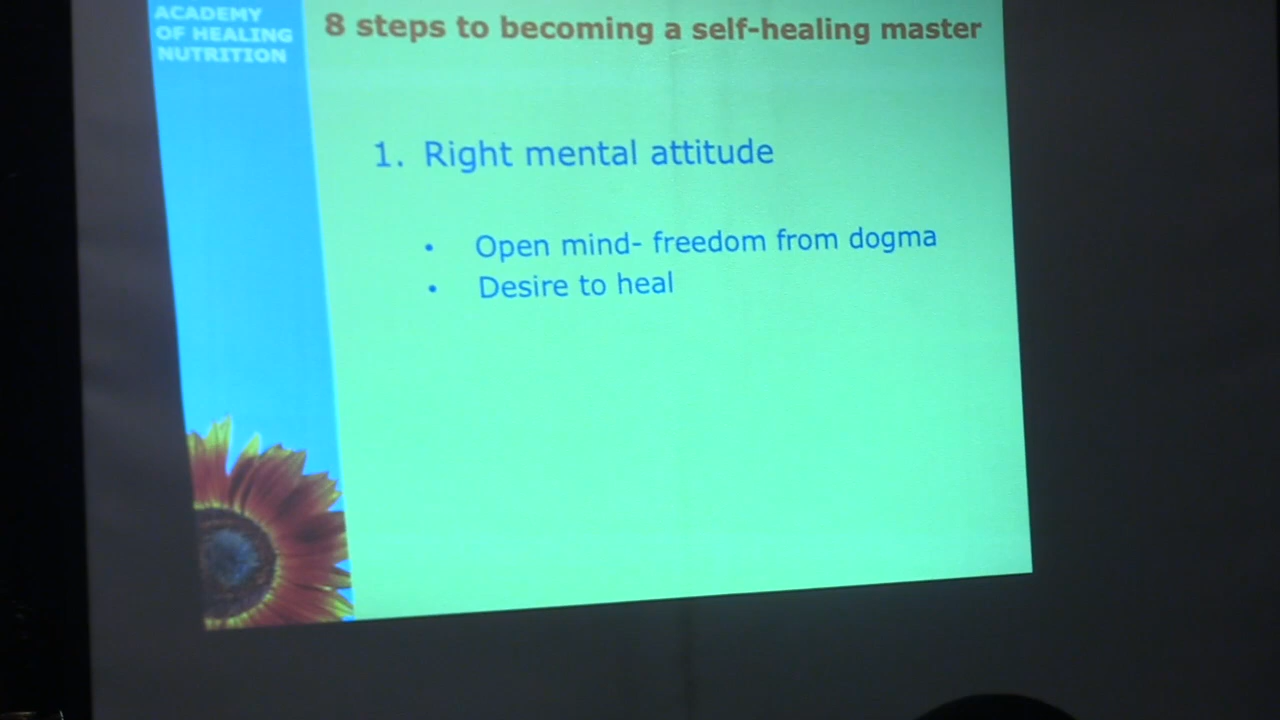 ACADEMY
OF HEALING
NUTRITION
8 steps to becoming a self-healing master
1. Right mental attitude
• Open mind- freedom from dogma
• Desire to heal